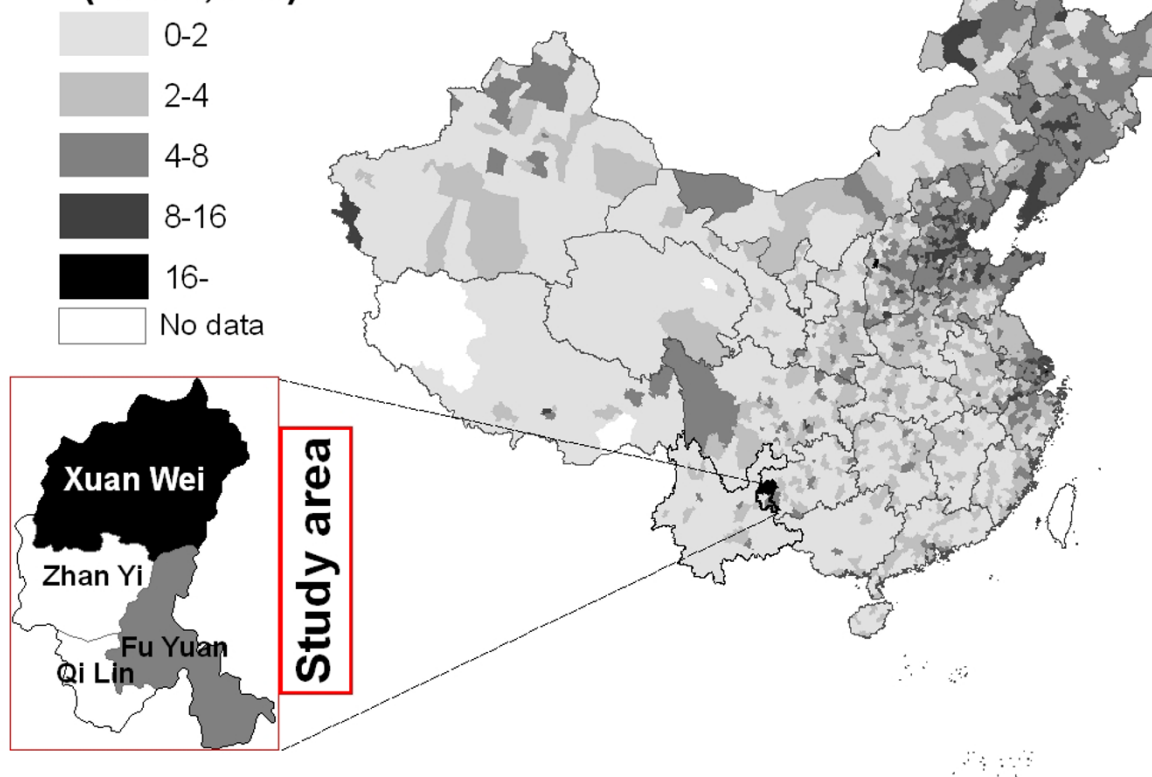 0-2
2-4
4-8
8-16
16-
No data
Xuan Wei
Zhan Yi
Fu Yuan
Qi Lin
Study area